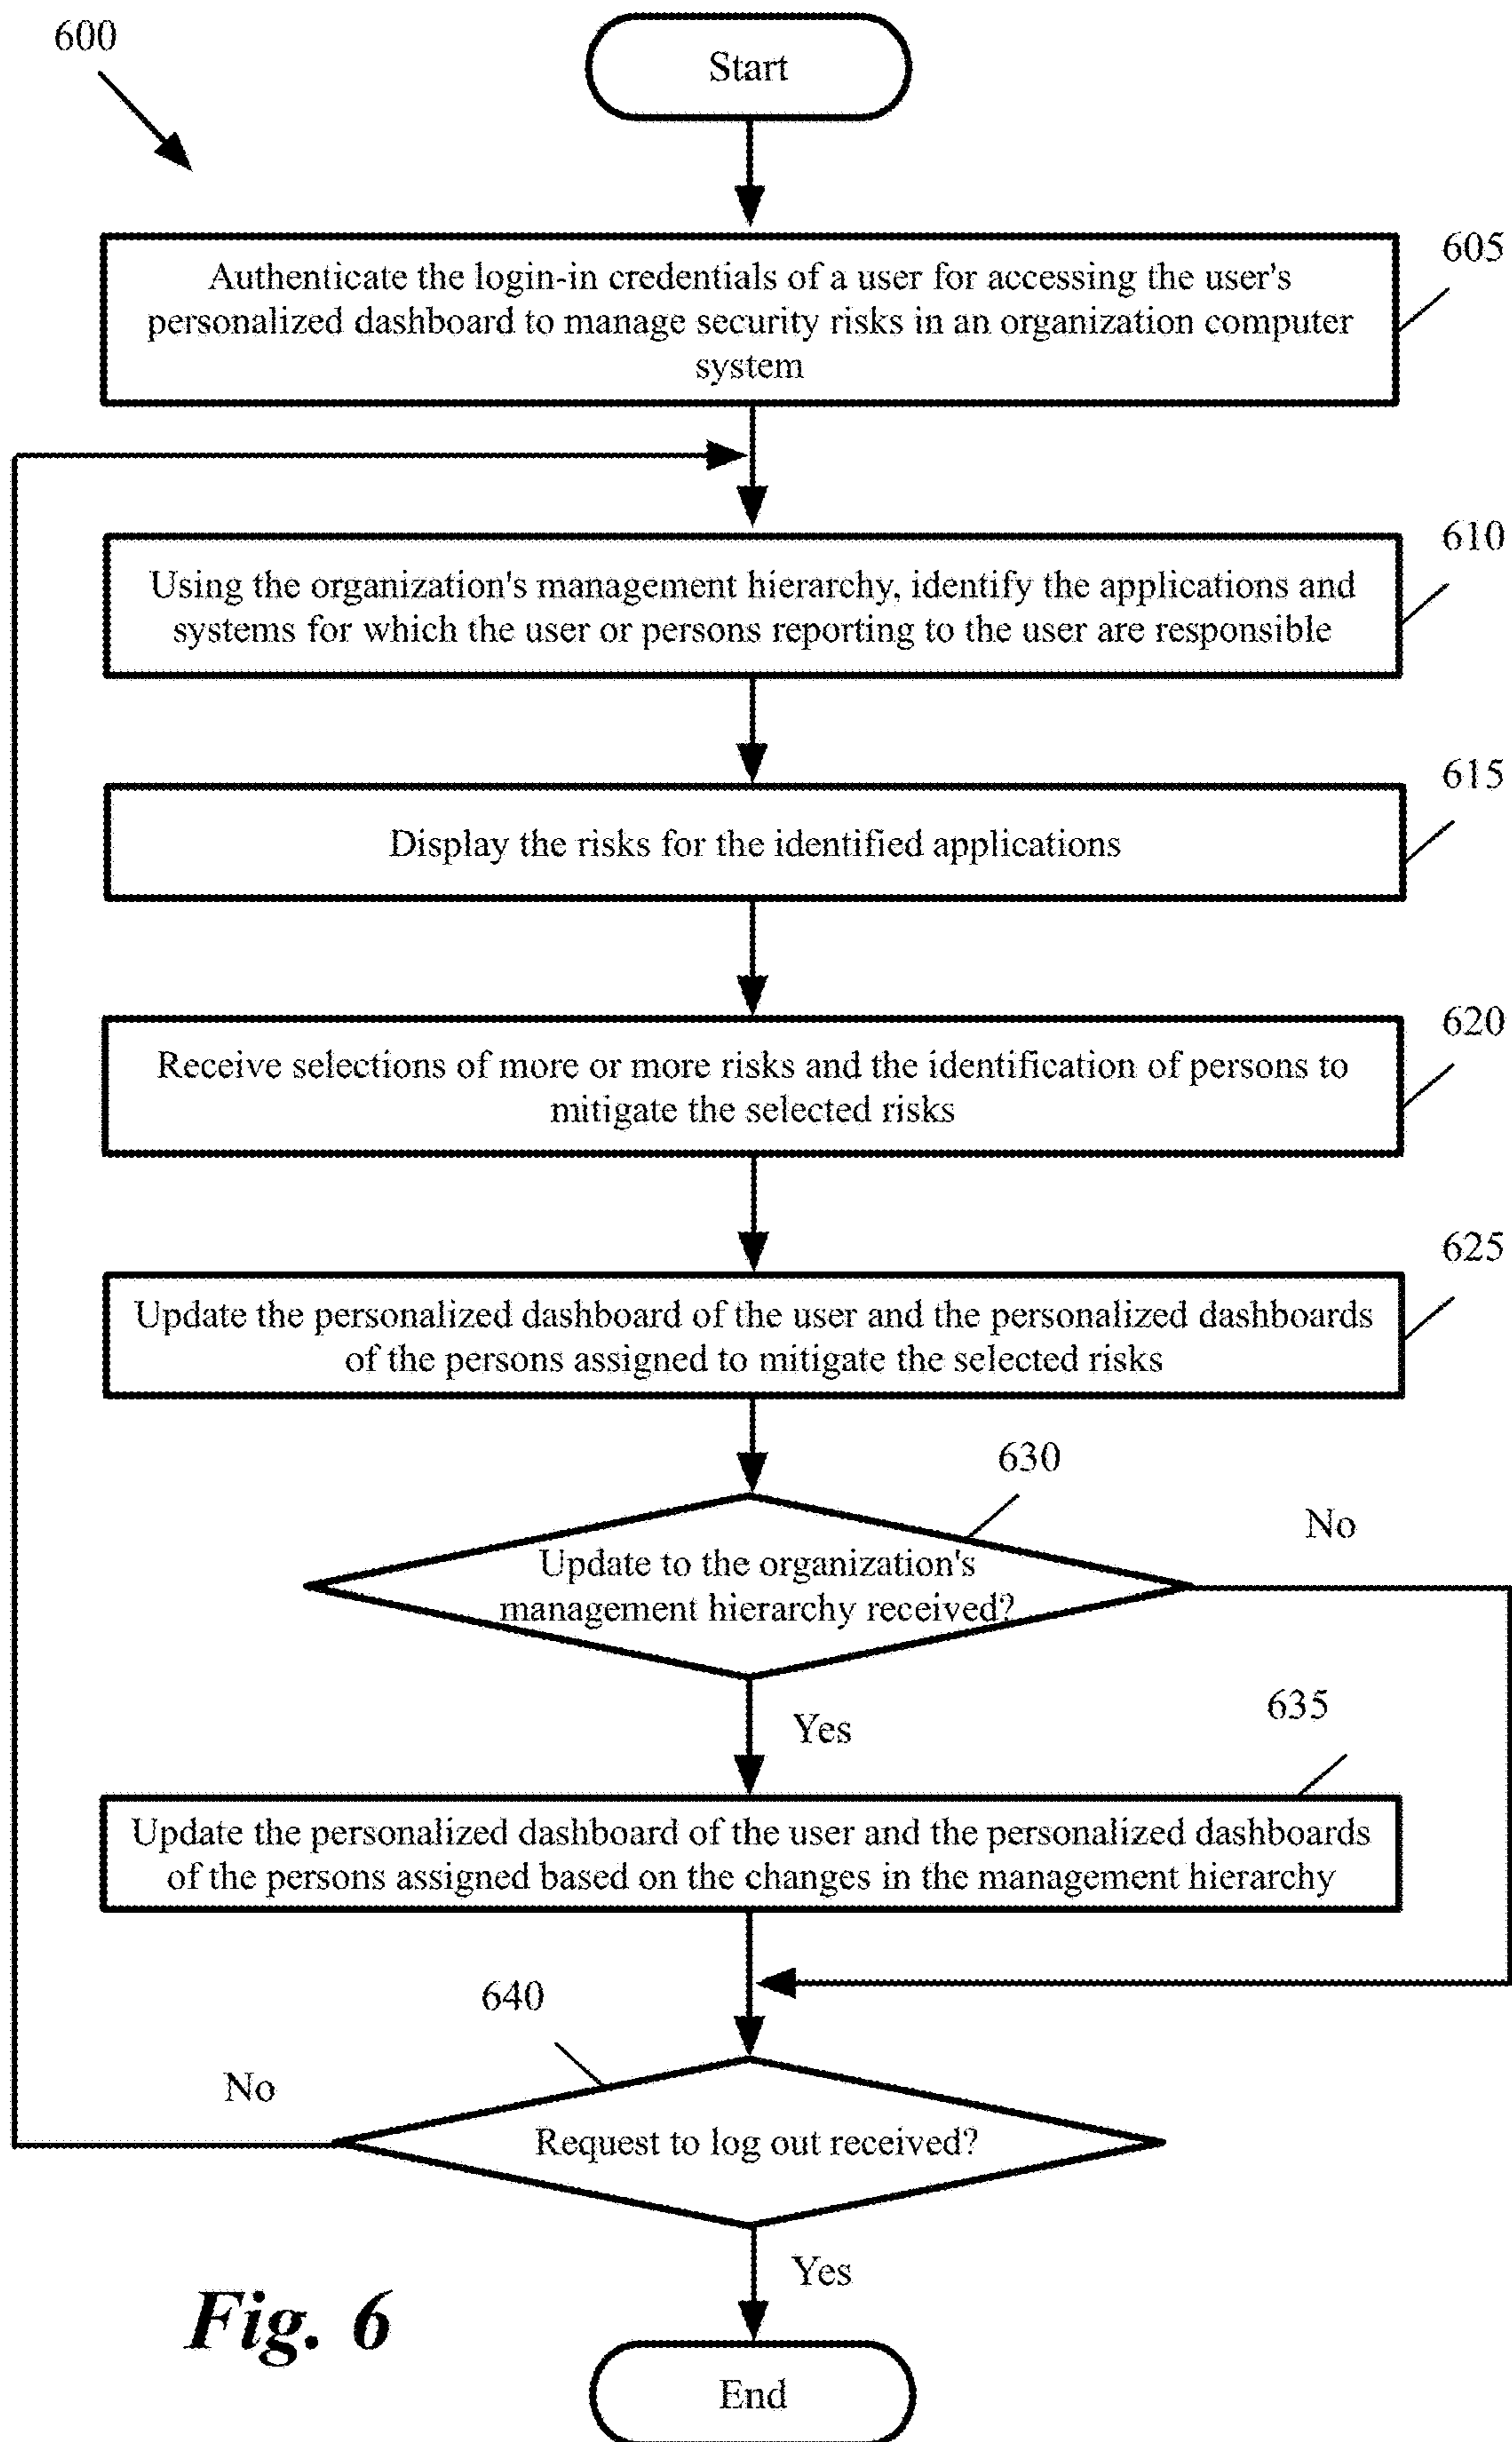 600
Start
605
Authenticate the login-in credentials of a user for accessing the user's
personalized dashboard to manage security risks in an organization computer
system
610
Using the organization's management hierarchy, identify the applications and
systems for which the user or persons reporting to the user are responsible
615
Display the risks for the identified applications
620
Receive selections of more or more risks and the identification of persons to
mitigate the selected risks
625
Update the personalized dashboard of the user and the personalized dashboards
of the persons assigned to mitigate the selected risks
630
No
Update to the organization's
management hierarchy received?
Yes
635
Update the personalized dashboard of the user and the personalized dashboards
of the persons assigned based on the changes in the management hierarchy
640
No
Request to log out received?
Yes
Fig. 6
End